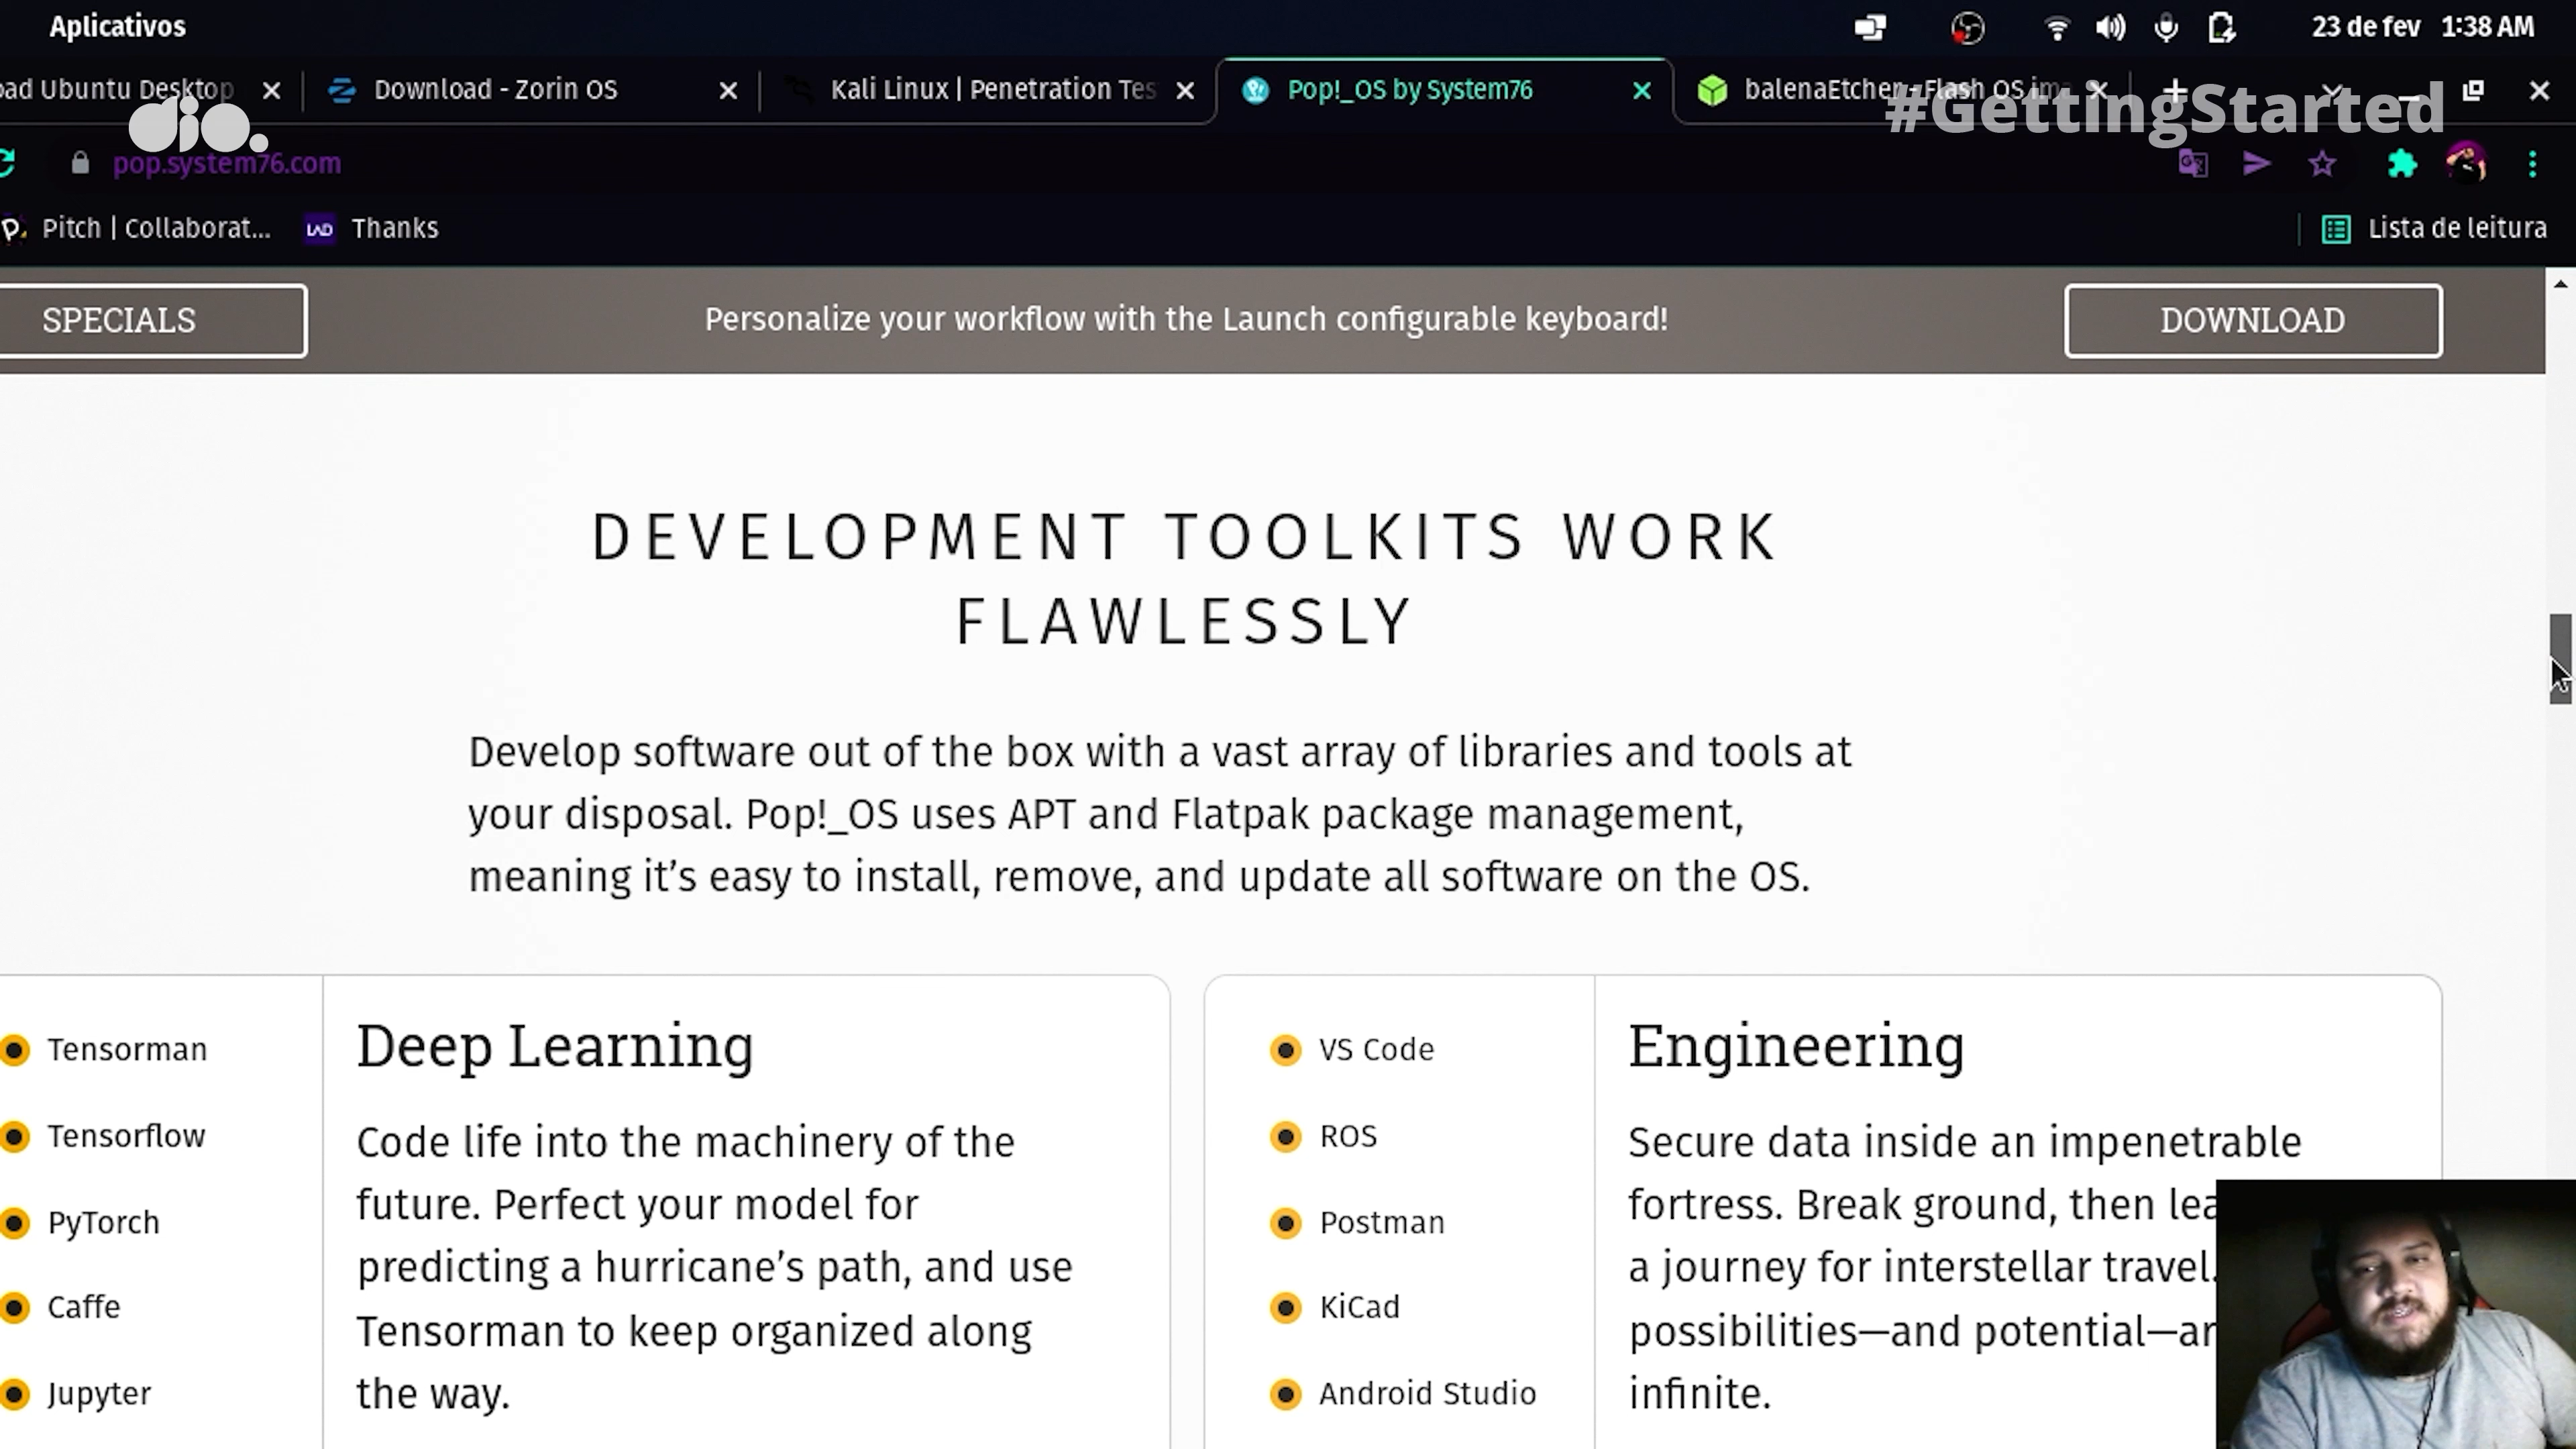 Aplicativos
23 de fev 1:38 AM
ad Ubuntu Desktop
Download - Zorin OS
Kali Linux | Penetration Tes
Pop!_OS by System76
balenaEtcher - Flash OS im
dio.
#GettingStarted
pop.system76.com
Pitch | Collaborat...
LAD Thanks
Lista de leitura
SPECIALS
Personalize your workflow with the Launch configurable keyboard!
DOWNLOAD
DEVELOPMENT TOOLKITS WORK
FLAWLESSLY
Develop software out of the box with a vast array of libraries and tools at
your disposal. Pop!_OS uses APT and Flatpak package management,
meaning it’s easy to install, remove, and update all software on the OS.
Tensorman
Tensorflow
PyTorch
Caffe
Jupyter
Deep Learning
Code life into the machinery of the
future. Perfect your model for
predicting a hurricane’s path, and use
Tensorman to keep organized along
the way.
VS Code
ROS
Postman
KiCad
Android Studio
Engineering
Secure data inside an impenetrable
fortress. Break ground, then lea
a journey for interstellar travel.
possibilities—and potential—ar
infinite.